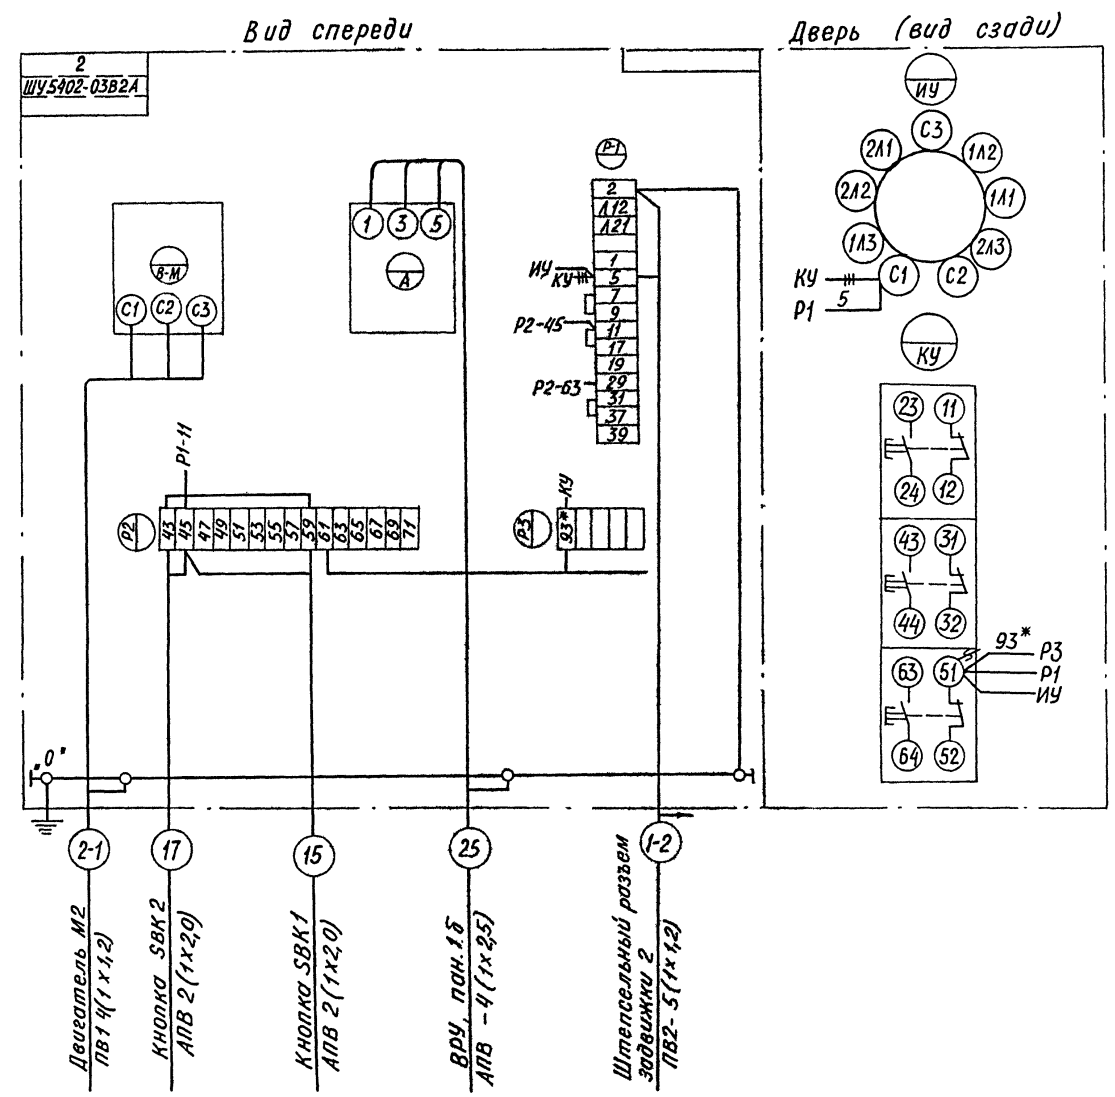 Вид спереди
Дверь (вид сзади)
2
ШУ5402-03В2А
ИУ
С3
2Л1
1Л2
2Л2
1Л1
1Л3
2Л3
С1
С2
КУ
Р1
5
КУ
Р-1
2
Л12
Л21
1
5
7
9
11
17
19
29
31
37
39
ИУ
КУ
Р2-45
Р2-63
1
3
5
А
В-М
С1
С2
С3
Р1-11
Р2
43
45
47
49
51
53
55
57
59
61
63
65
67
69
71
КУ
Р3
93*
23
11
24
12
43
31
44
32
63
51
64
52
93*
Р3
Р1
ИУ
„0"
2-1
17
15
25
1-2
Двигатель М2
ПВ1 4(1х1,2)
Кнопка SBK2
АПВ 2(1х2,0)
Кнопка SBK1
АПВ 2(1х2,0)
ВРУ, пан.1.б
АПВ -4(1х2,5)
Штепсельный разъем
задвижки 2
ПВ2-5(1х1,2)